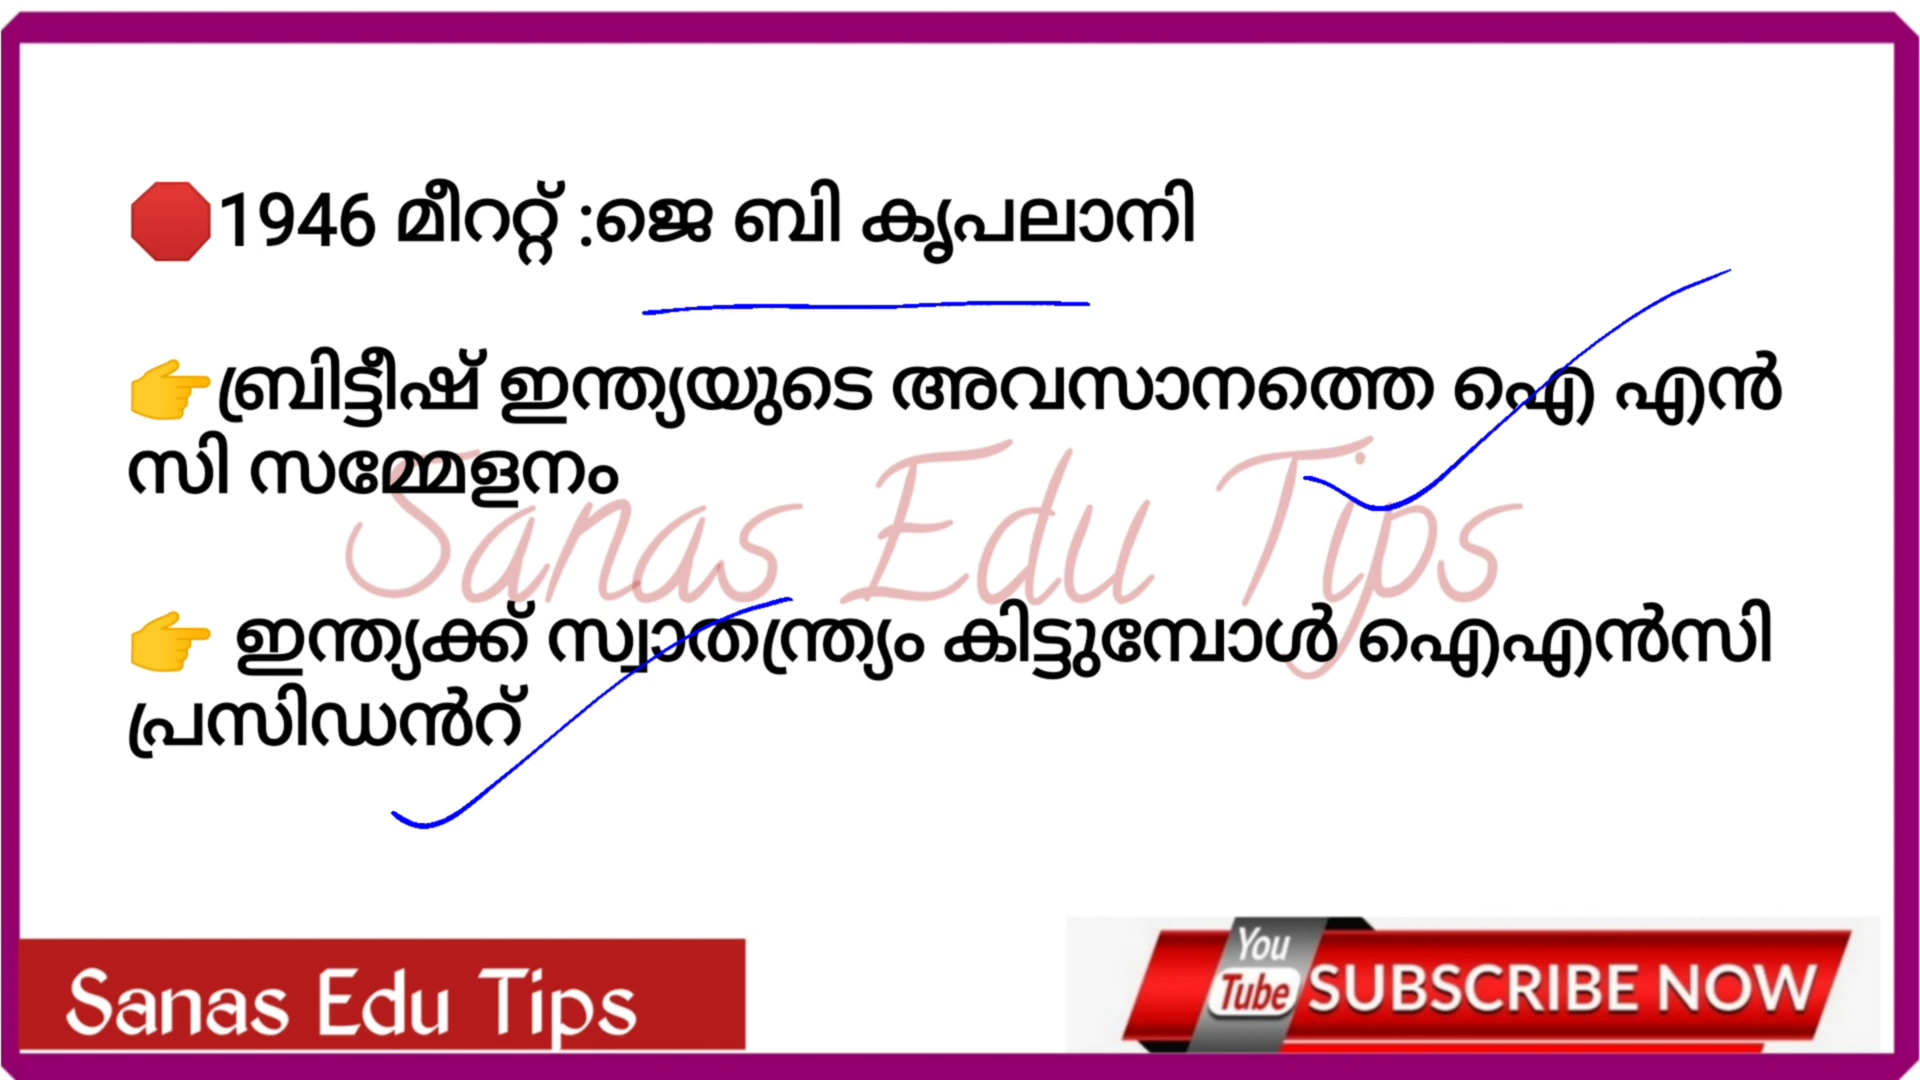 1946 മീററ്റ് :ജെ ബി കൃപലാനി
ബ്രിട്ടീഷ് ഇന്ത്യയുടെ അവസാനത്തെ ഐ എൻ
സി സമ്മേളനം
Sanas Edu Tips
ഇന്ത്യക്ക് സ്വാതന്ത്ര്യം കിട്ടുമ്പോൾ ഐഎൻസി
പ്രസിഡൻറ്
Sanas Edu Tips
You
Tube SUBSCRIBE NOW